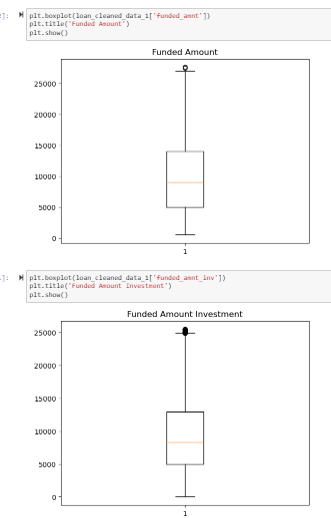 ]:
plt.boxplot(loan_cleaned_data_1['funded_amnt'])
plt.title('Funded Amount')
plt.show()
Funded Amount
25000
20000
15000
10000
5000
0
1
]:
plt.boxplot(loan_cleaned_data_1['funded_amnt_inv'])
plt.title('Funded Amount Investment')
plt.show()
Funded Amount Investment
25000
20000
15000
10000
5000
0
1